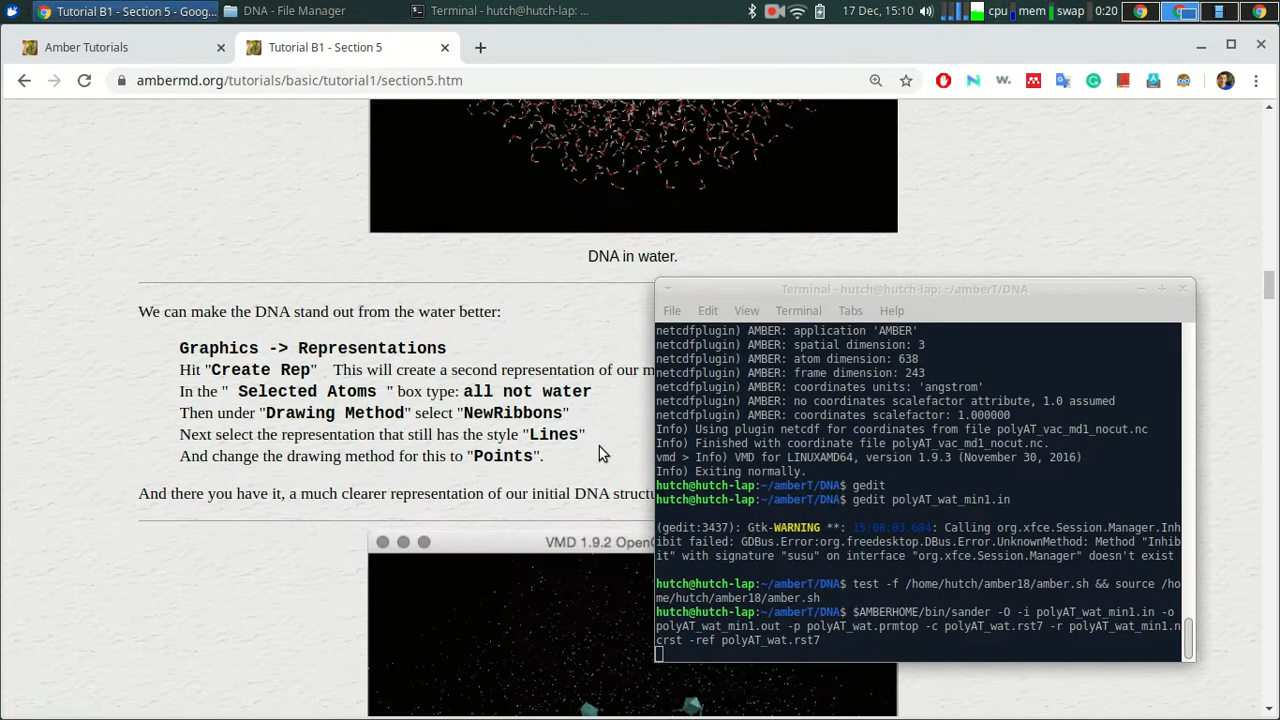 Tutorial B1 - Section 5 - Goog...
DNA - File Manager
Terminal - hutch@hutch-lap: ...
17 Dec, 15:10
cpu
mem
swap
0:20
Amber Tutorials
Tutorial B1 - Section 5
ambermd.org/tutorials/basic/tutorial1/section5.htm
DNA in water.
We can make the DNA stand out from the water better:
Graphics -> Representations
Hit "Create Rep" This will create a second representation of our m
In the " Selected Atoms " box type: all not water
Then under "Drawing Method" select "NewRibbons"
Next select the representation that still has the style "Lines"
And change the drawing method for this to "Points".
And there you have it, a much clearer representation of our initial DNA structu
VMD 1.9.2 OpenG
Terminal - hutch@hutch-lap: ~/amberT/DNA
File Edit View Terminal Tabs Help
netcdfplugin) AMBER: application 'AMBER'
netcdfplugin) AMBER: spatial dimension: 3
netcdfplugin) AMBER: atom dimension: 638
netcdfplugin) AMBER: frame dimension: 243
netcdfplugin) AMBER: coordinates units: 'angstrom'
netcdfplugin) AMBER: no coordinates scalefactor attribute, 1.0 assumed
netcdfplugin) AMBER: coordinates scalefactor: 1.000000
Info) Using plugin netcdf for coordinates from file polyAT_vac_md1_nocut.nc
Info) Finished with coordinate file polyAT_vac_md1_nocut.nc.
vmd > Info) VMD for LINUXAMD64, version 1.9.3 (November 30, 2016)
Info) Exiting normally.
hutch@hutch-lap:~/amberT/DNA$ gedit
hutch@hutch-lap:~/amberT/DNA$ gedit polyAT_wat_min1.in
(gedit:3437): Gtk-WARNING **: 15:08:03.684: Calling org.xfce.Session.Manager.Inh
ibit failed: GDBus.Error:org.freedesktop.DBus.Error.UnknownMethod: Method "Inhib
it" with signature "susu" on interface "org.xfce.Session.Manager" doesn't exist
hutch@hutch-lap:~/amberT/DNA$ test -f /home/hutch/amber18/amber.sh && source /ho
me/hutch/amber18/amber.sh
hutch@hutch-lap:~/amberT/DNA$ $AMBERHOME/bin/sander -O -i polyAT_wat_min1.in -o
polyAT_wat_min1.out -p polyAT_wat.prmtop -c polyAT_wat.rst7 -r polyAT_wat_min1.n
crst -ref polyAT_wat.rst7